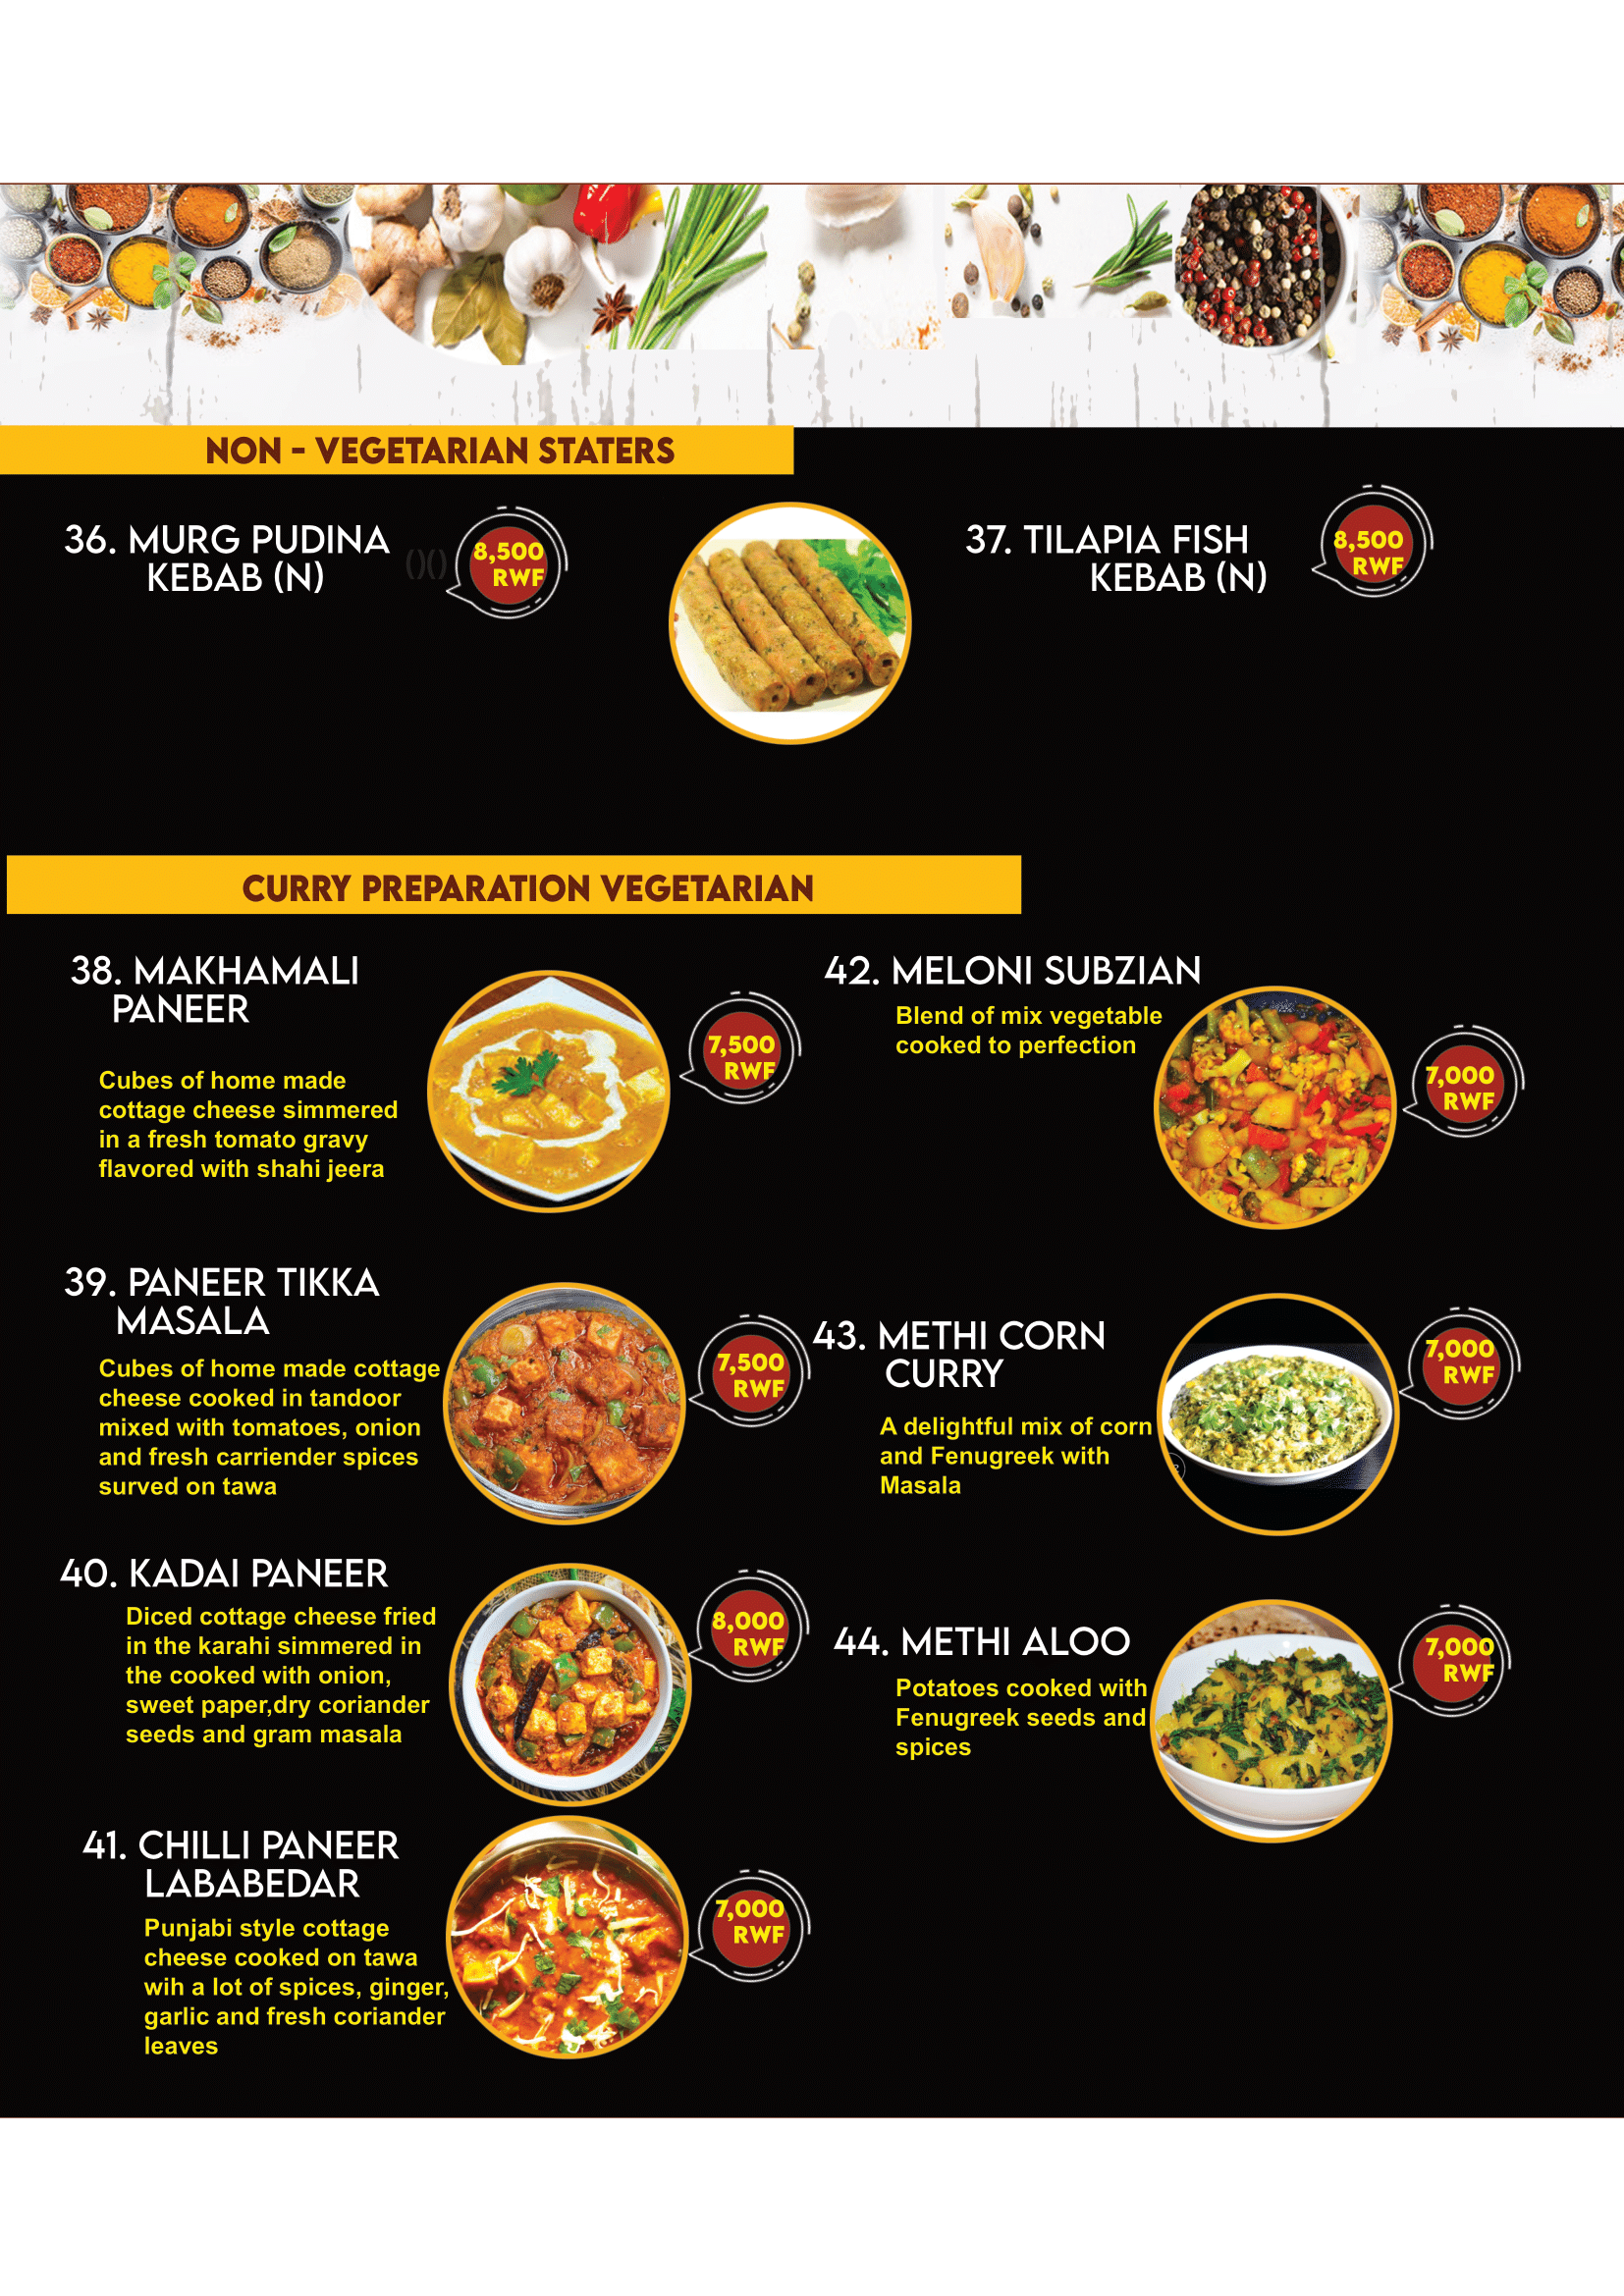 NON - VEGETARIAN STATERS
36. MURG PUDINA
KEBAB (N)
()()
8,500
RWF
37. TILAPIA FISH
KEBAB (N)
8,500
RWF
CURRY PREPARATION VEGETARIAN
38. MAKHAMALI
PANEER
Cubes of home made
cottage cheese simmered
in a fresh tomato gravy
flavored with shahi jeera
7,500
RWF
39. PANEER TIKKA
MASALA
Cubes of home made cottage
cheese cooked in tandoor
mixed with tomatoes, onion
and fresh carriender spices
surved on tawa
7,500
RWF
40. KADAI PANEER
Diced cottage cheese fried
in the karahi simmered in
the cooked with onion,
sweet paper,dry coriander
seeds and gram masala
8,000
RWF
41. CHILLI PANEER
LABABEDAR
Punjabi style cottage
cheese cooked on tawa
wih a lot of spices, ginger,
garlic and fresh coriander
leaves
7,000
RWF
42. MELONI SUBZIAN
Blend of mix vegetable
cooked to perfection
7,000
RWF
43. METHI CORN
CURRY
A delightful mix of corn
and Fenugreek with
Masala
7,000
RWF
44. METHI ALOO
Potatoes cooked with
Fenugreek seeds and
spices
7,000
RWF